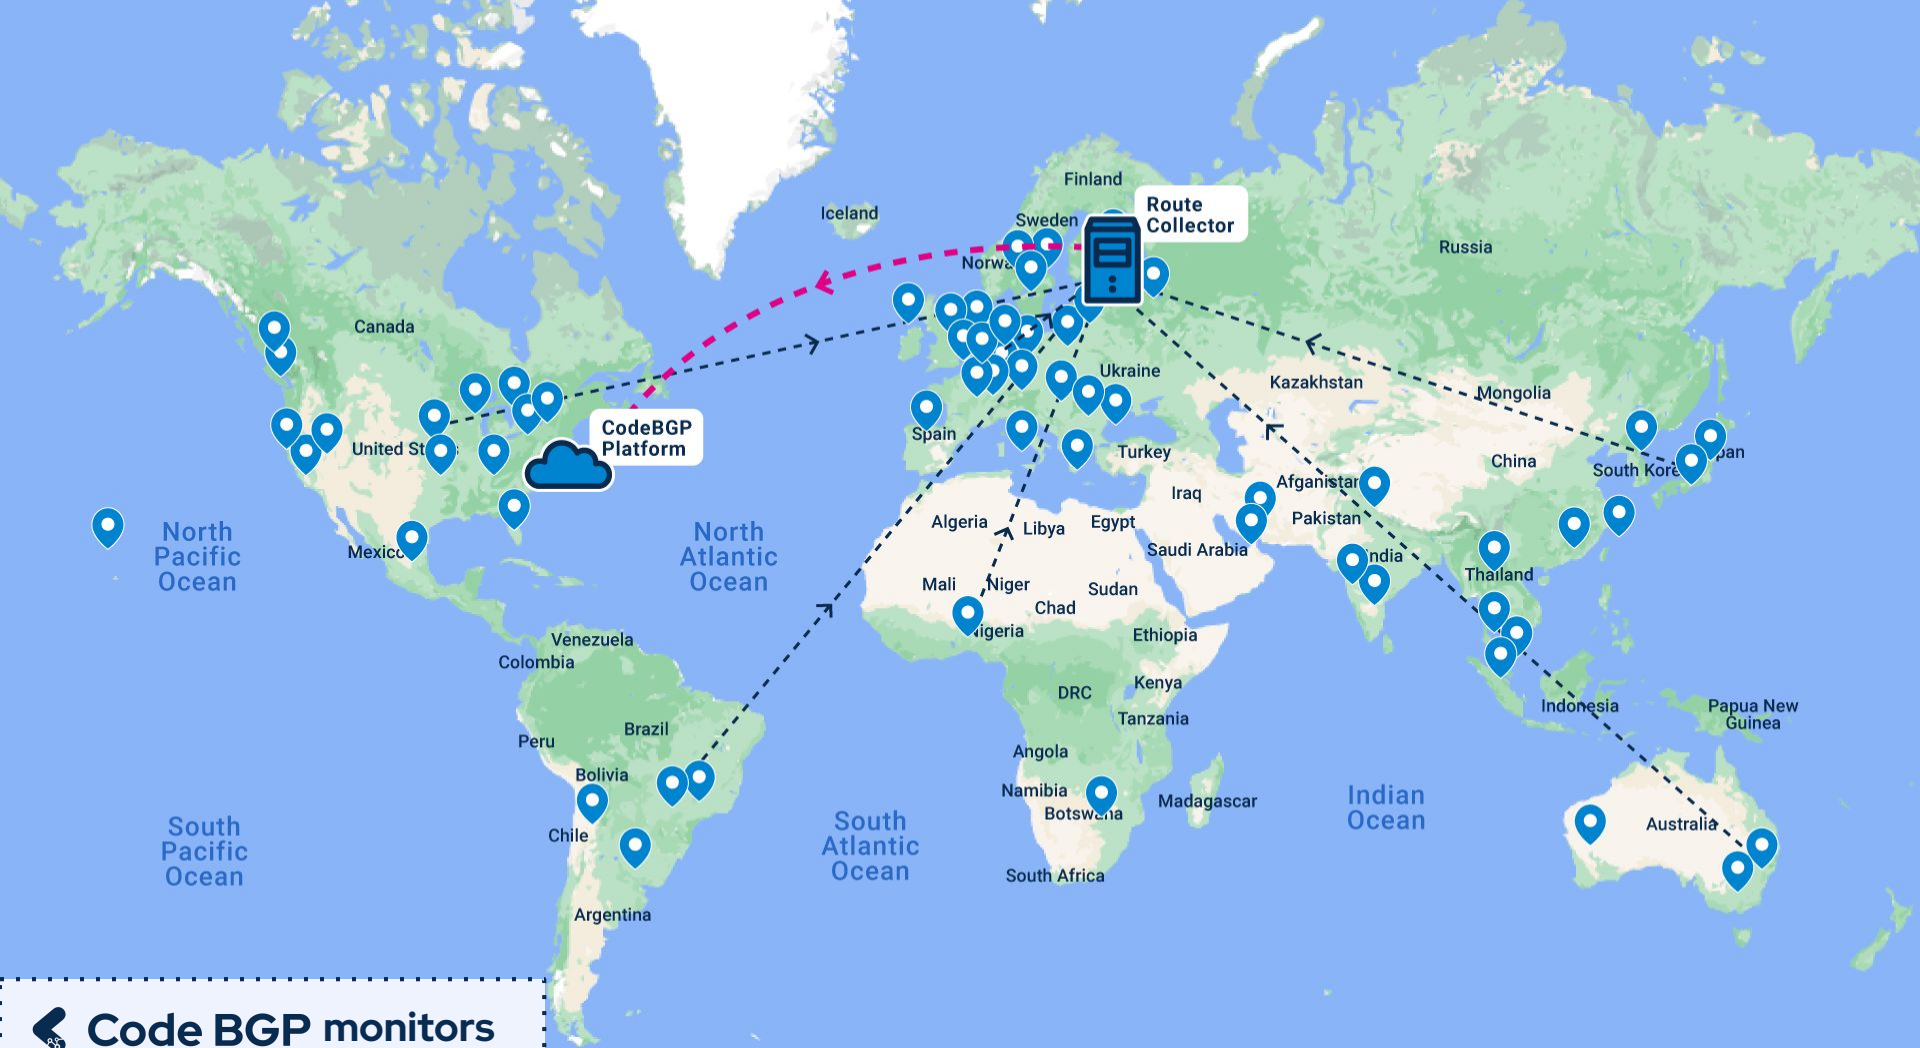 Finland
Route
Collector
Iceland
Sweden
Russia
Canada
Ukraine
Kazakhstan
Mongolia
CodeBGP
Platform
Spain
United St
Turkey
China
South Kore
pan
Iraq
Afghanistan
Norwa
North
Pacific
Ocean
North
Atlantic
Ocean
Algeria
Libya
Egypt
Pakistan
Mexico
Saudi Arabia
India
Thailand
Mali
Niger
Sudan
Chad
Nigeria
Ethiopia
Venezuela
Colombia
DRC
Kenya
Tanzania
Indonesia
Papua New
Guinea
Brazil
Peru
Angola
Bolivia
Namibia
Botswana
Madagascar
Indian
Ocean
Chile
South
Pacific
Ocean
South
Atlantic
Ocean
Australia
South Africa
Argentina
Code BGP monitors